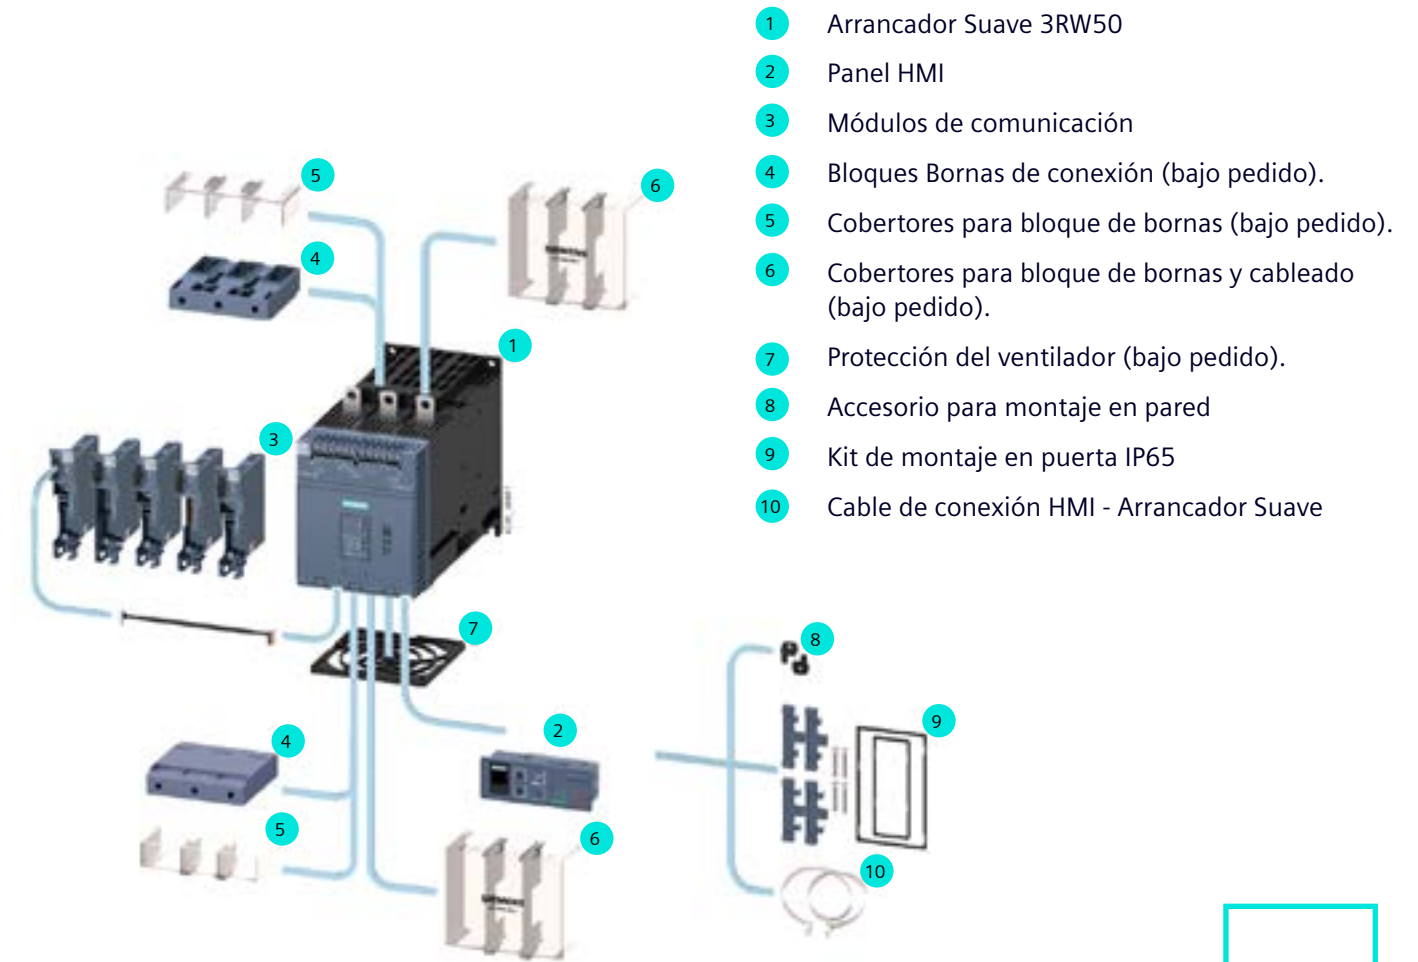 1 Arrancador Suave 3RW50
2 Panel HMI
3 Módulos de comunicación
4 Bloques Bornas de conexión (bajo pedido).
5 Cobertores para bloque de bornas (bajo pedido).
6 Cobertores para bloque de bornas y cableado
(bajo pedido).
7 Protección del ventilador (bajo pedido).
8 Accesorio para montaje en pared
9 Kit de montaje en puerta IP65
10 Cable de conexión HMI - Arrancador Suave
5
6
4
1
3
7
8
9
2
4
5
6
10